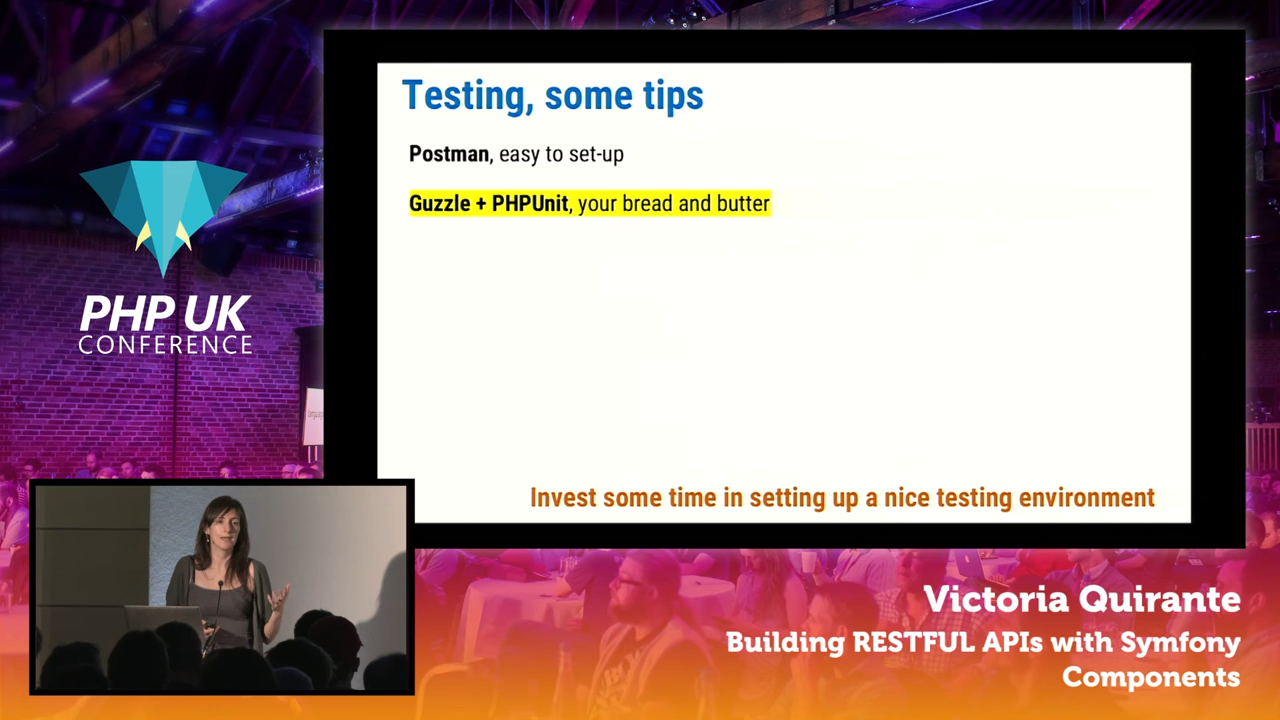 Testing, some tips
Postman, easy to set-up
Guzzle + PHPUnit, your bread and butter
Invest some time in setting up a nice testing environment
PHP UK
CONFERENCE
Victoria Quirante
Building RESTFUL APIs with Symfony
Components